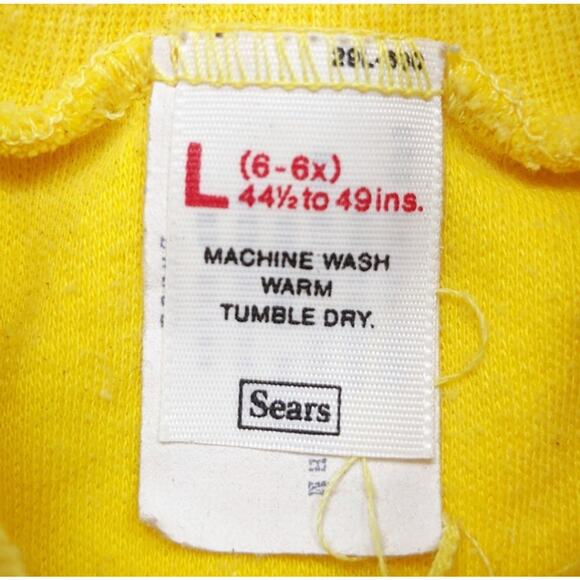 L (6-6x)
44½ to 49 ins.
MACHINE WASH
WARM
TUMBLE DRY.
Sears